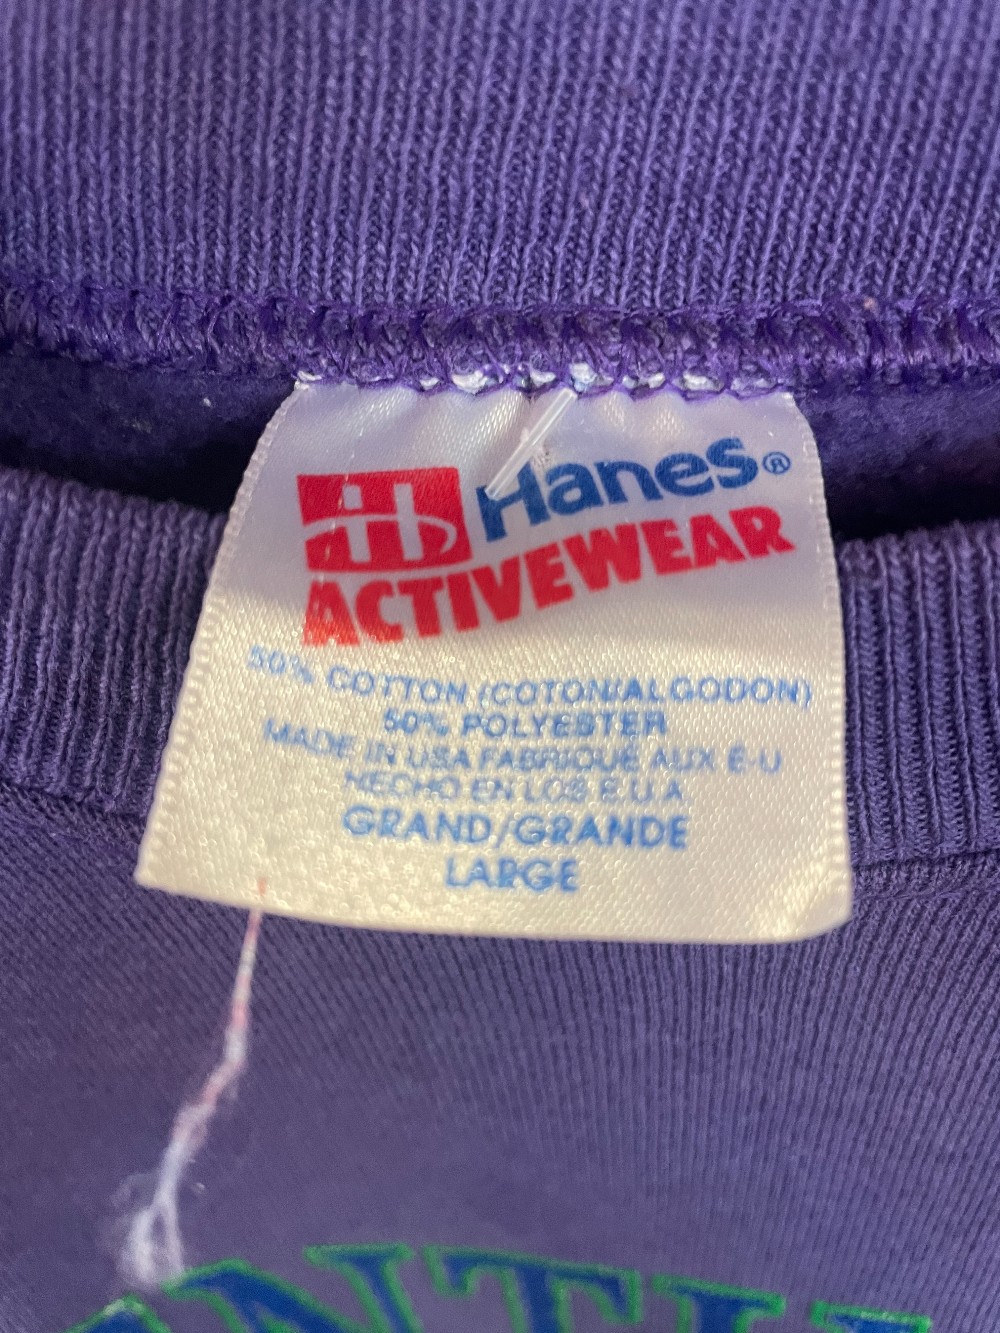 Hanes®
ACTIVEWEAR
50% COTTON (COTON/ALGODON)
50% POLYESTER
MADE IN USA FABRIQUÉ AUX É-U
HECHO EN LOS E.U.A
GRAND/GRANDE
LARGE